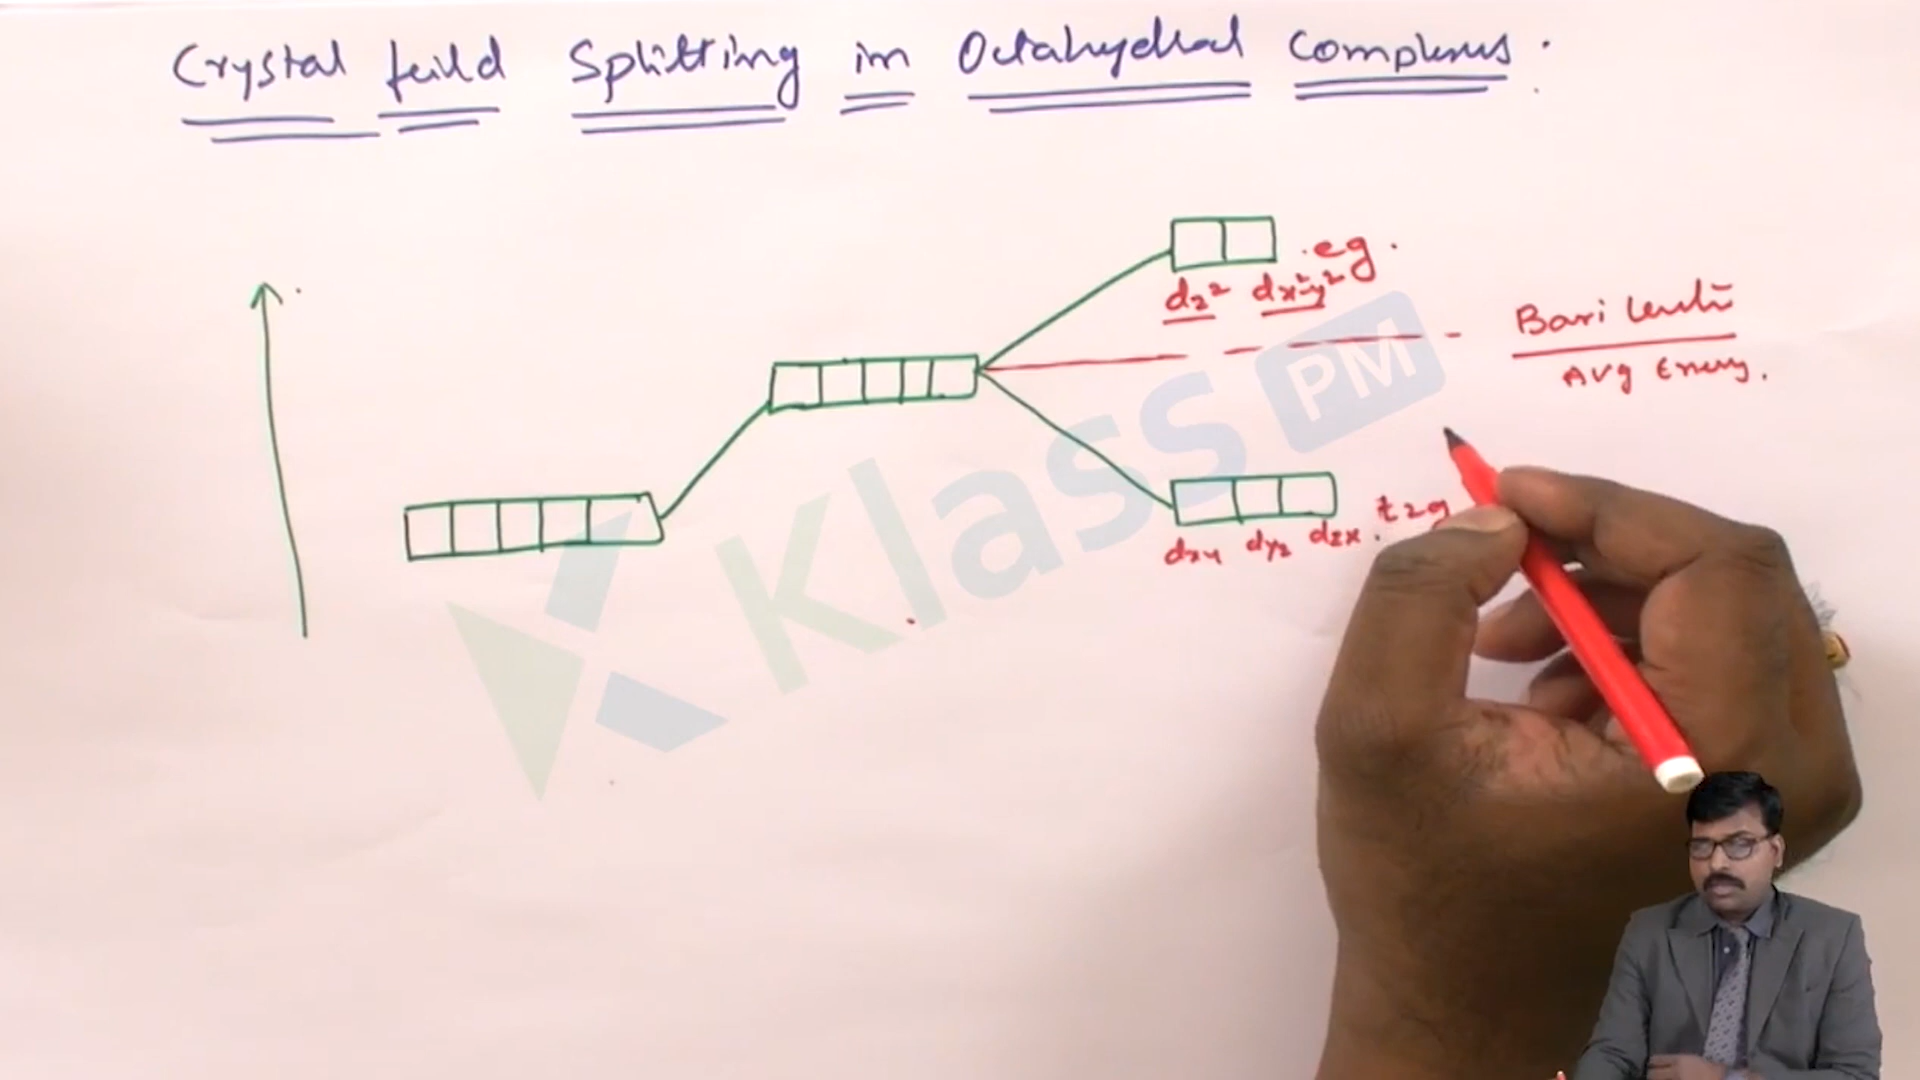 Crystal feild Splitting in Octahydral Complexes.
eg.
dz² dx²-y²
Bari centre
Avg Energy.
t2g
dxy dyz dzx.
Klass PM